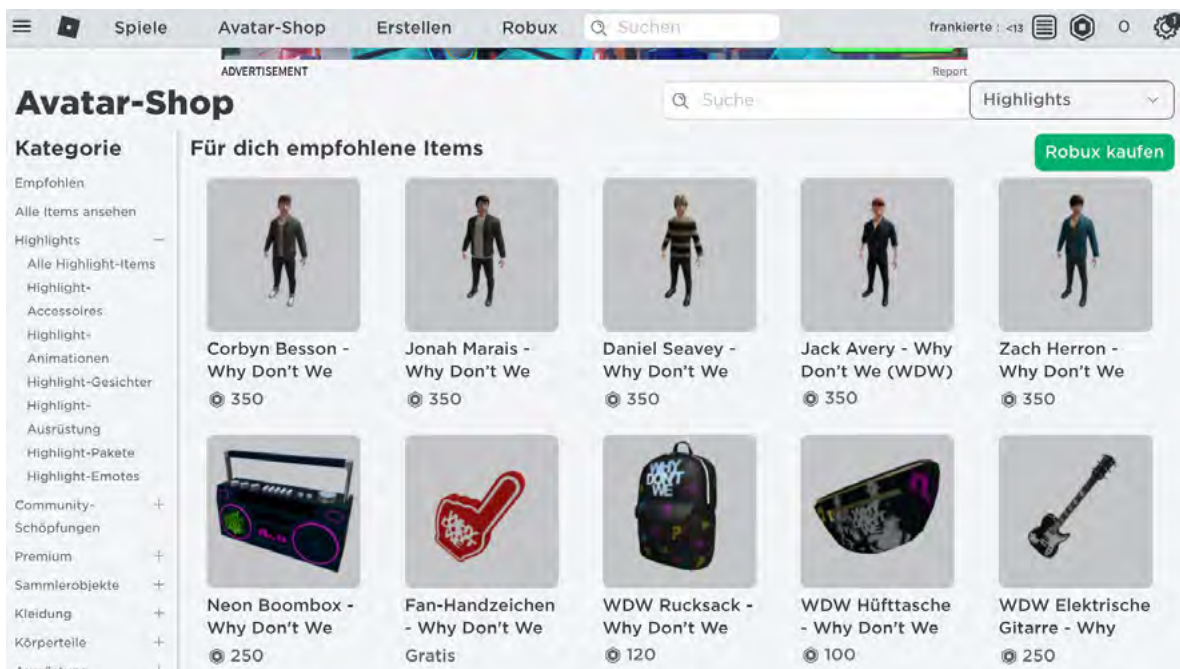 Spiele Avatar-Shop Erstellen Robux Suchen frankierte : <13 0 1
ADVERTISEMENT Report
Avatar-Shop Suche Highlights
Kategorie
Empfohlen
Alle Items ansehen
Highlights
Alle Highlight-Items
Highlight-
Accessoires
Highlight-
Animationen
Highlight-Gesichter
Highlight-
Ausrüstung
Highlight-Pakete
Highlight-Emotes
Community-
Schöpfungen
Premium
Sammlerobjekte
Kleidung
Körperteile
Für dich empfohlene Items Robux kaufen
Corbyn Besson -
Why Don't We
350
Jonah Marais -
Why Don't We
350
Daniel Seavey -
Why Don't We
350
Jack Avery - Why
Don't We (WDW)
350
Zach Herron -
Why Don't We
350
WHY
DON'T
WE
Neon Boombox -
Why Don't We
250
Fan-Handzeichen
- Why Don't We
Gratis
WDW Rucksack -
Why Don't We
120
WDW Hüfttasche
- Why Don't We
100
WDW Elektrische
Gitarre - Why
250